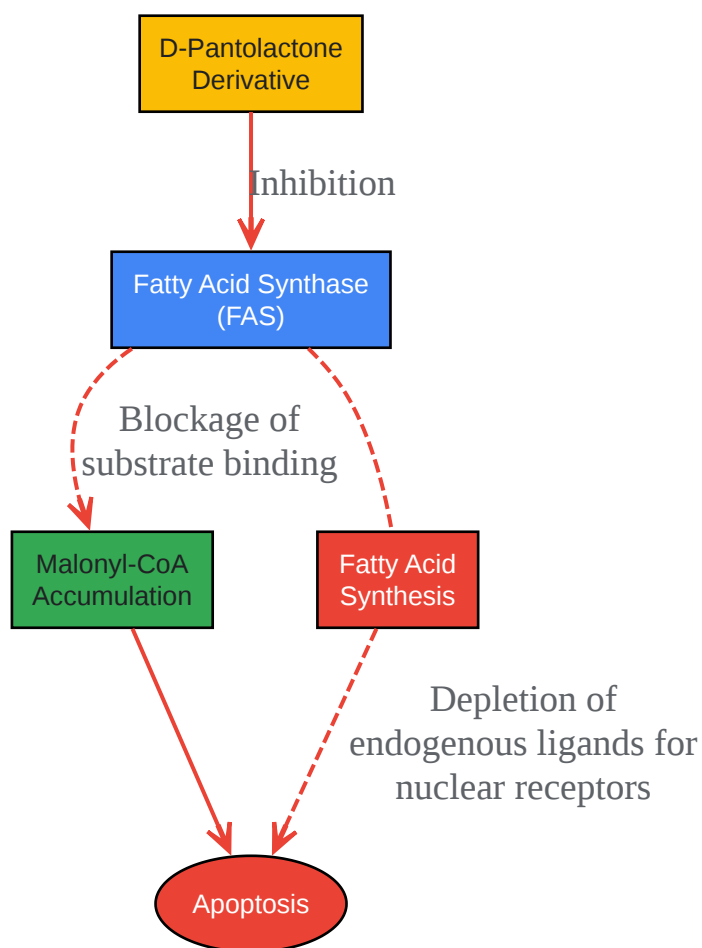 D-Pantolactone
Derivative
Inhibition
Fatty Acid Synthase
(FAS)
Blockage of
substrate binding
Malonyl-CoA
Accumulation
Fatty Acid
Synthesis
Depletion of
endogenous ligands for
nuclear receptors
Apoptosis